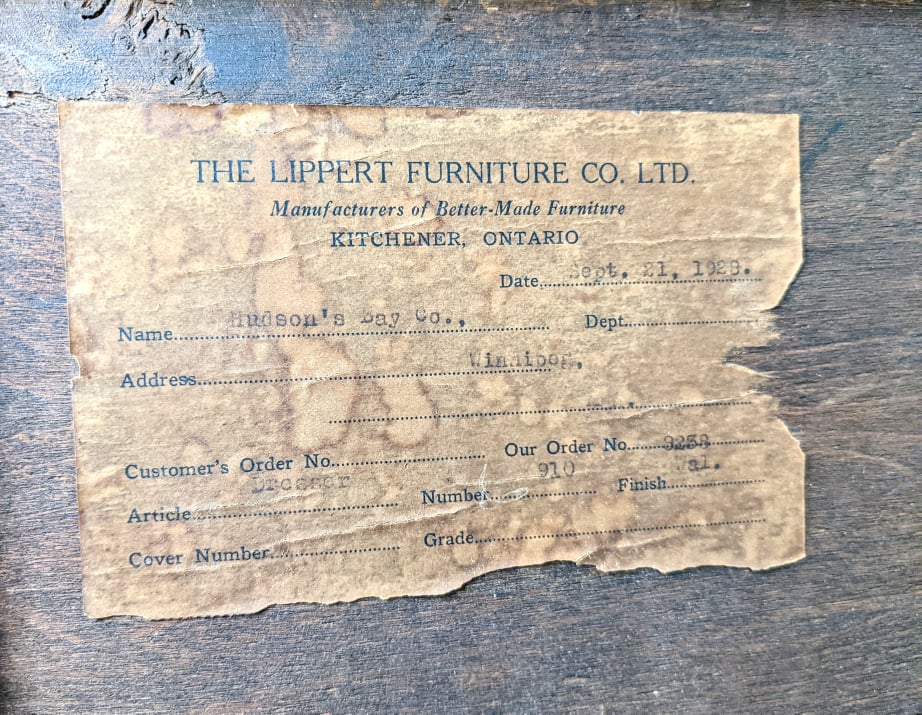 THE LIPPERT FURNITURE CO. LTD.
Manufacturers of Better-Made Furniture
KITCHENER, ONTARIO
Date Sept. 21, 1928.
Name Hudson's Bay Co., Dept.
Address Winnipeg,
Customer's Order No. Our Order No. 3238
Article Dresser Number 910 Finish Wal.
Cover Number Grade